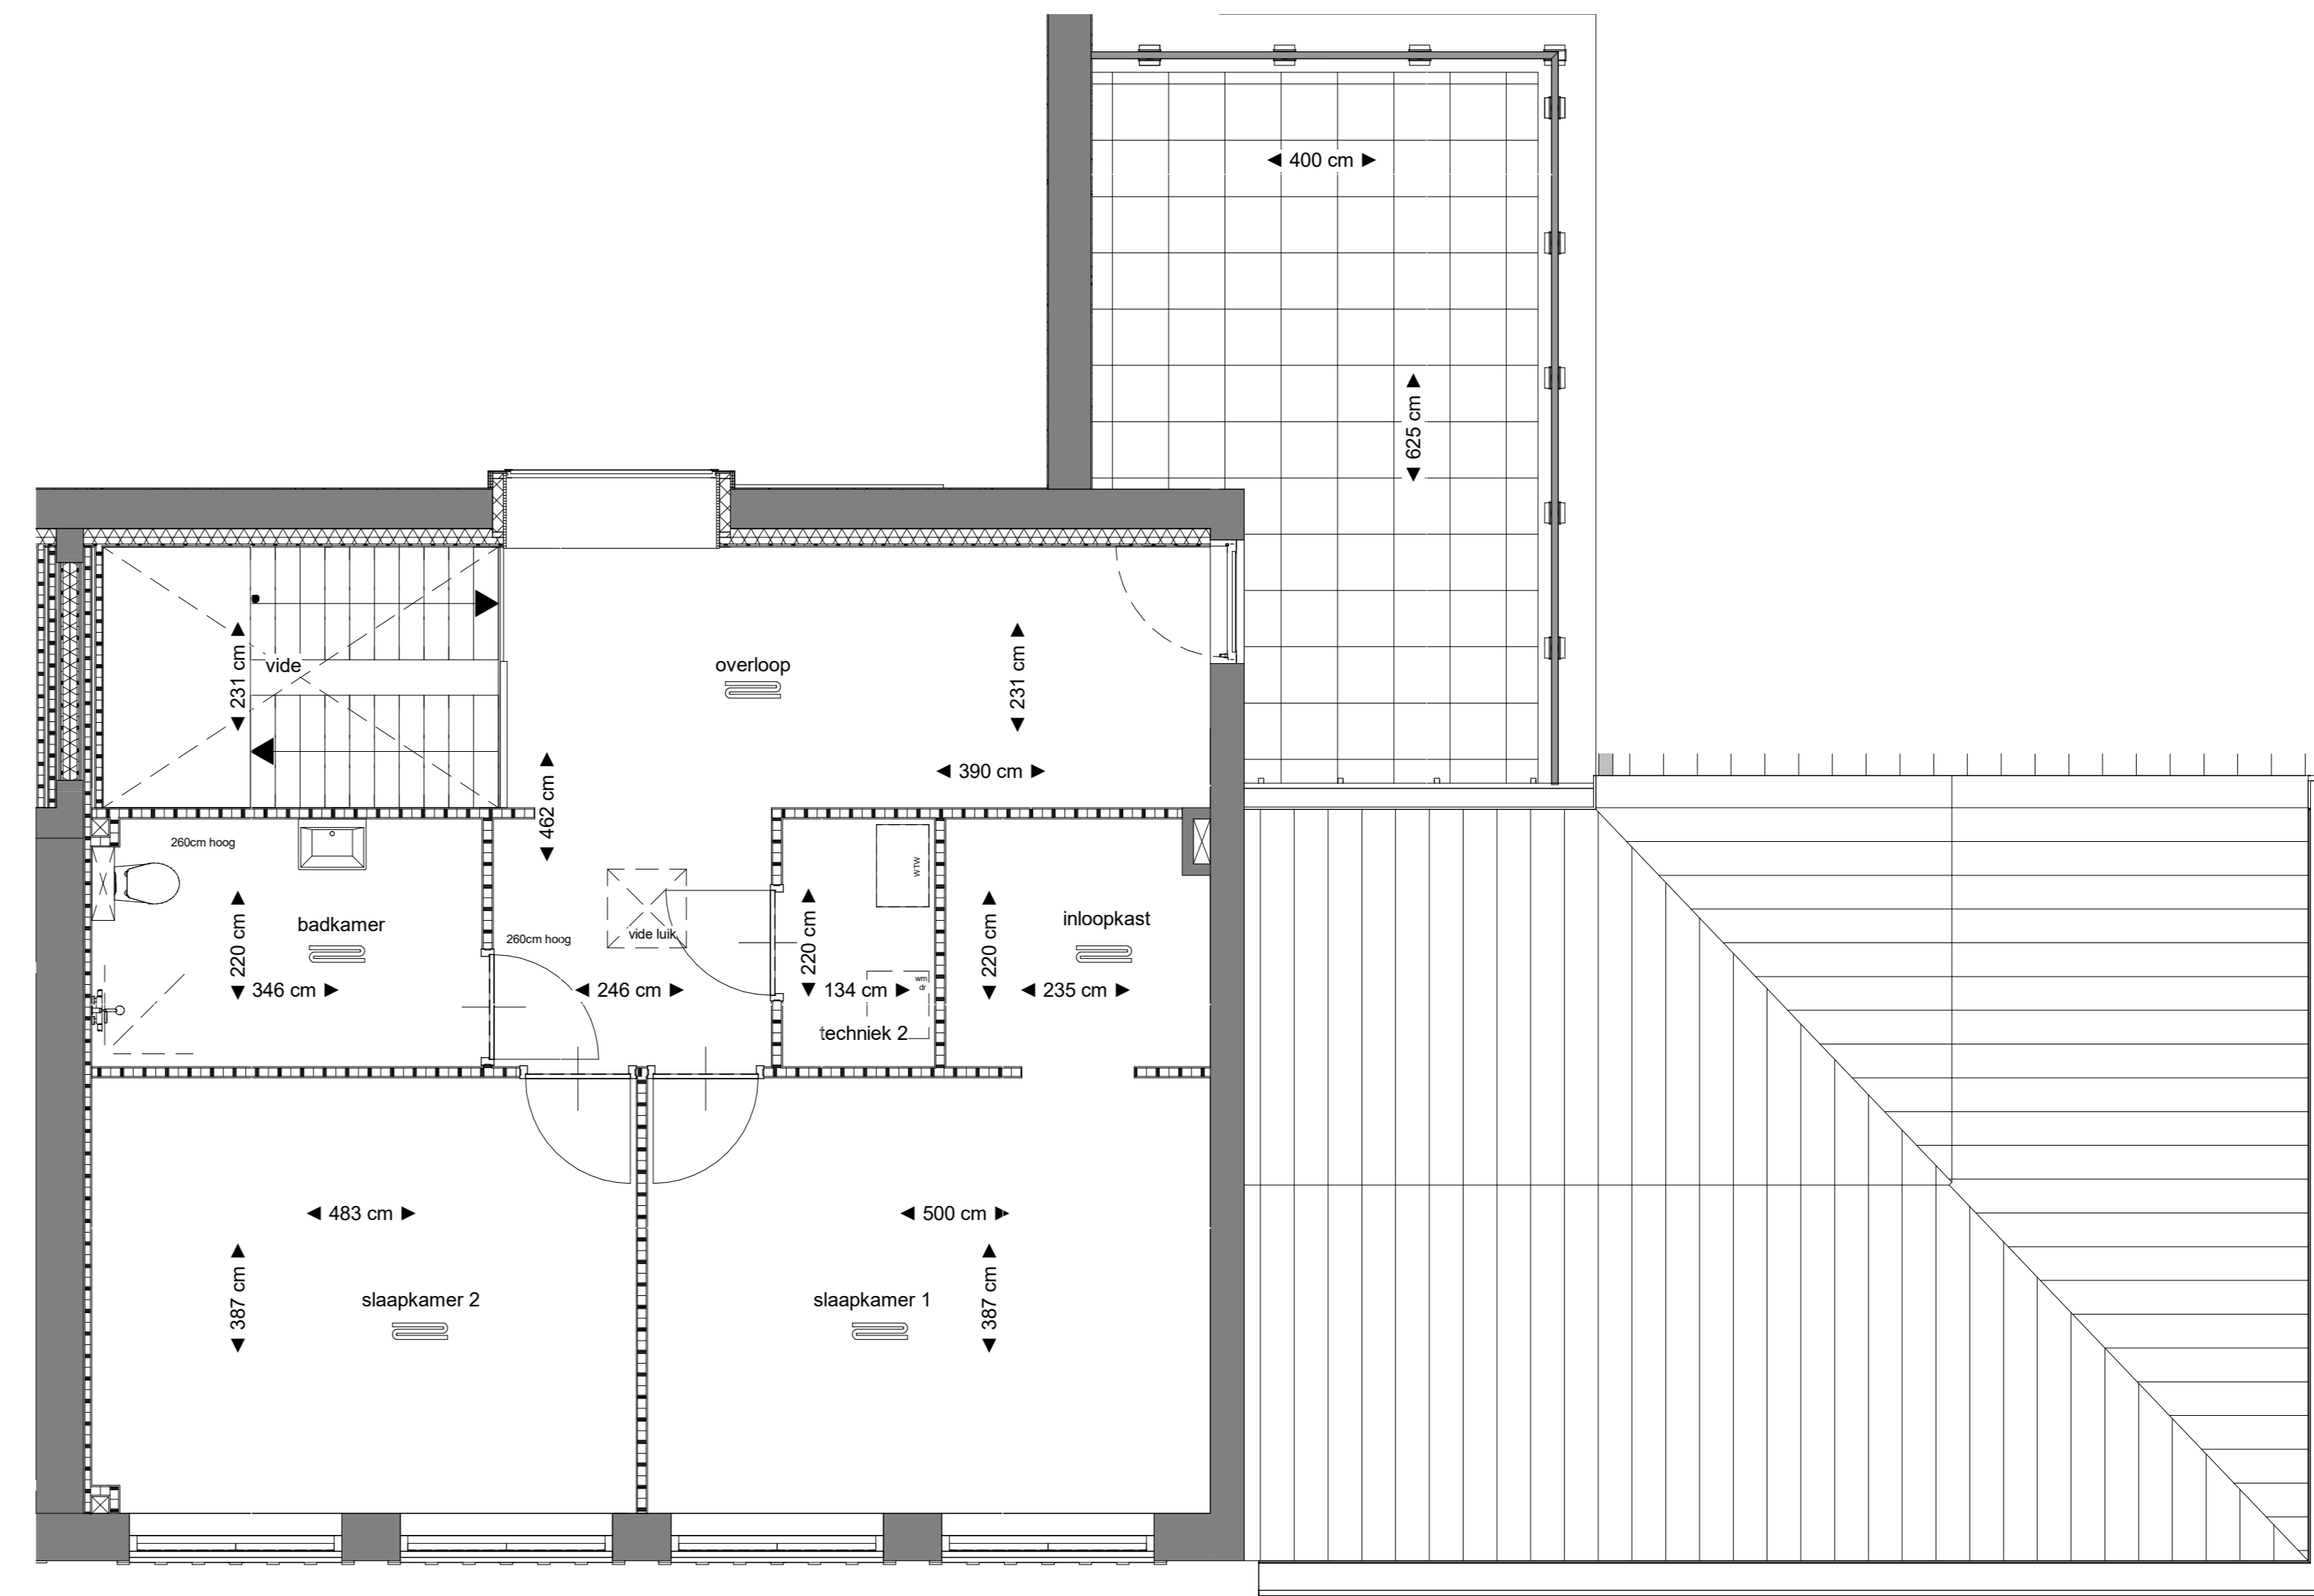 ◄ 400 cm ►
◄ 625 cm ►
◄ 231 cm ►
vide
overloop
◄ 231 cm ►
◄ 390 cm ►
◄ 462 cm ►
260cm hoog
WTW
badkamer
inloopkast
◄ 220 cm ►
260cm hoog
vide luik
◄ 220 cm ►
◄ 220 cm ►
346 cm ►
◄ 246 cm ►
134 cm ►
wm
dr
◄ 235 cm ►
techniek 2
◄ 483 cm ►
◄ 500 cm ►
◄ 387 cm ►
slaapkamer 2
slaapkamer 1
◄ 387 cm ►